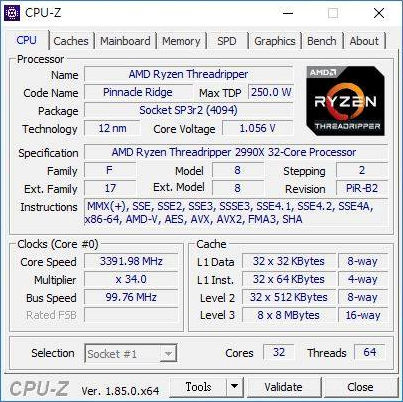 CPU-Z
CPU Caches Mainboard Memory SPD Graphics Bench About
Processor
Name AMD Ryzen Threadripper
Code Name Pinnacle Ridge Max TDP 250.0 W
Package Socket SP3r2 (4094)
Technology 12 nm Core Voltage 1.056 V
AMD
RYZEN
THREADRIPPER
Specification AMD Ryzen Threadripper 2990X 32-Core Processor
Family F Model 8 Stepping 2
Ext. Family 17 Ext. Model 8 Revision PiR-B2
Instructions MMX(+), SSE, SSE2, SSE3, SSSE3, SSE4.1, SSE4.2, SSE4A,
x86-64, AMD-V, AES, AVX, AVX2, FMA3, SHA
Clocks (Core #0)
Core Speed 3391.98 MHz
Multiplier x 34.0
Bus Speed 99.76 MHz
Rated FSB
Cache
L1 Data 32 x 32 KBytes 8-way
L1 Inst. 32 x 64 KBytes 4-way
Level 2 32 x 512 KBytes 8-way
Level 3 8 x 8 MBytes 16-way
Selection Socket #1 Cores 32 Threads 64
CPU-Z Ver. 1.85.0.x64 Tools Validate Close